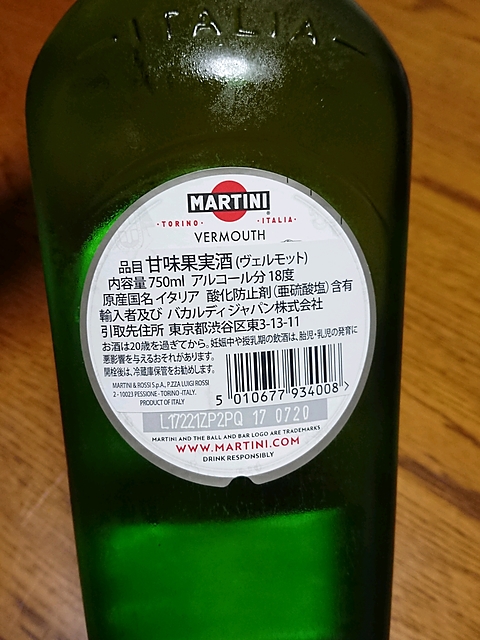 ITALIA
MARTINI
·TORINO· ·ITALIA·
VERMOUTH
品目 甘味果実酒 (ヴェルモット)
内容量 750ml アルコール分 18度
原産国名 イタリア 酸化防止剤(亜硫酸塩)含有
輸入者及び バカルディ ジャパン株式会社
引取先住所 東京都渋谷区東3-13-11
お酒は20歳を過ぎてから。妊娠中や授乳期の飲酒は、胎児・乳児の発育に
悪影響を与えるおそれがあります。
開栓後は、冷蔵庫保管をお勧めします。
MARTINI & ROSSI S.p.A., P.ZZA LUIGI ROSSI
2 - 10023 PESSIONE - TORINO - ITALY.
PRODUCT OF ITALY
5 010677 934008 >
L17221ZP2PQ 17 0720
MARTINI AND THE BALL AND BAR LOGO ARE TRADEMARKS
WWW.MARTINI.COM
DRINK RESPONSIBLY